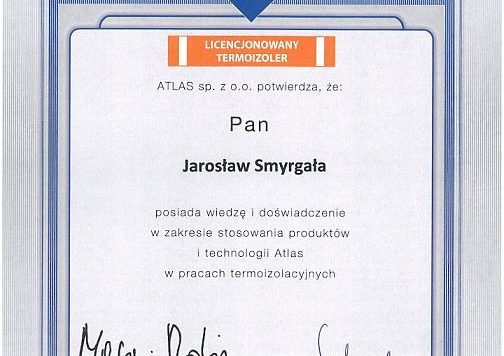 LICENCJONOWANY
TERMOIZOLER
ATLAS sp. z o.o. potwierdza, że:
Pan
Jarosław Smyrgała
posiada wiedzę i doświadczenie
w zakresie stosowania produktów
i technologii Atlas
w pracach termoizolacyjnych